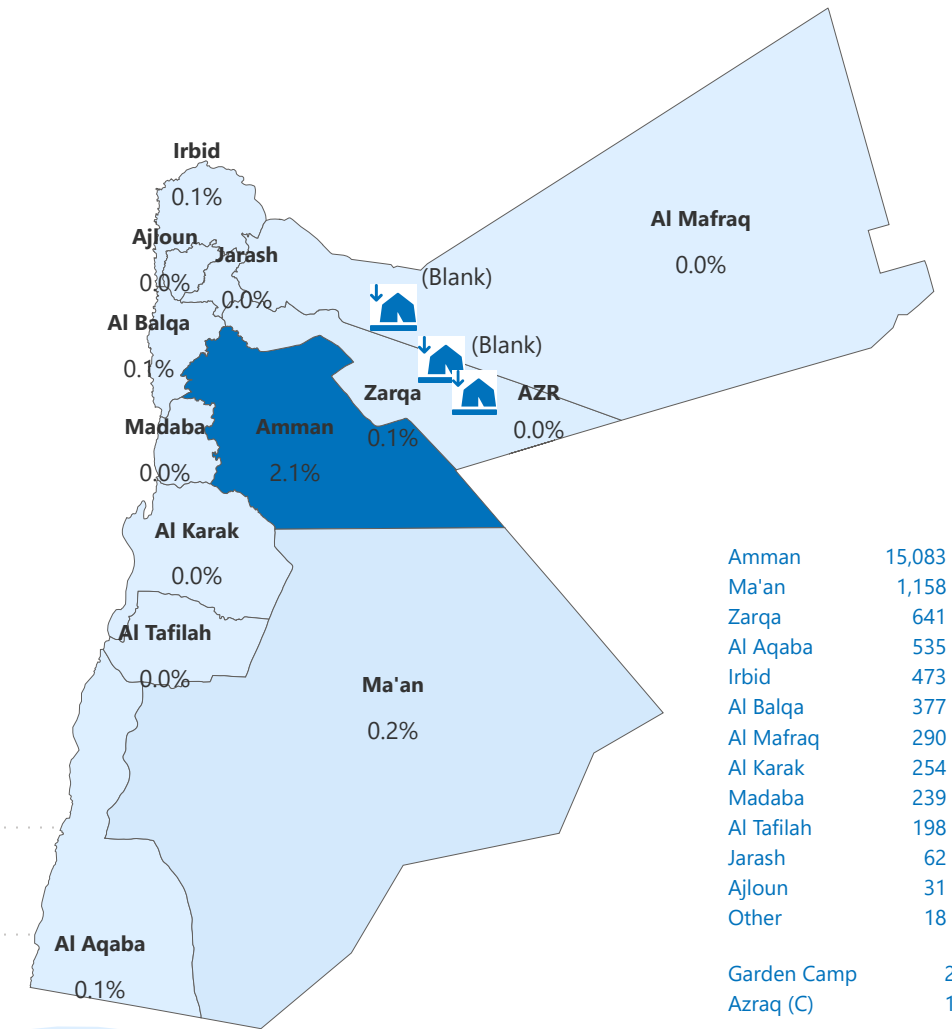 Irbid
0.1%
Ajloun
0.0%
Jarash
0.0%
Al Mafraq
0.0%
(Blank)
(Blank)
Al Balqa
0.1%
Zarqa
0.1%
AZR
0.0%
Madaba
0.0%
Amman
2.1%
Al Karak
0.0%
Al Tafilah
0.0%
Ma'an
0.2%
Al Aqaba
0.1%
Amman 15,083
Ma'an 1,158
Zarqa 641
Al Aqaba 535
Irbid 473
Al Balqa 377
Al Mafraq 290
Al Karak 254
Madaba 239
Al Tafilah 198
Jarash 62
Ajloun 31
Other 18
Garden Camp 2
Azraq (C) 1